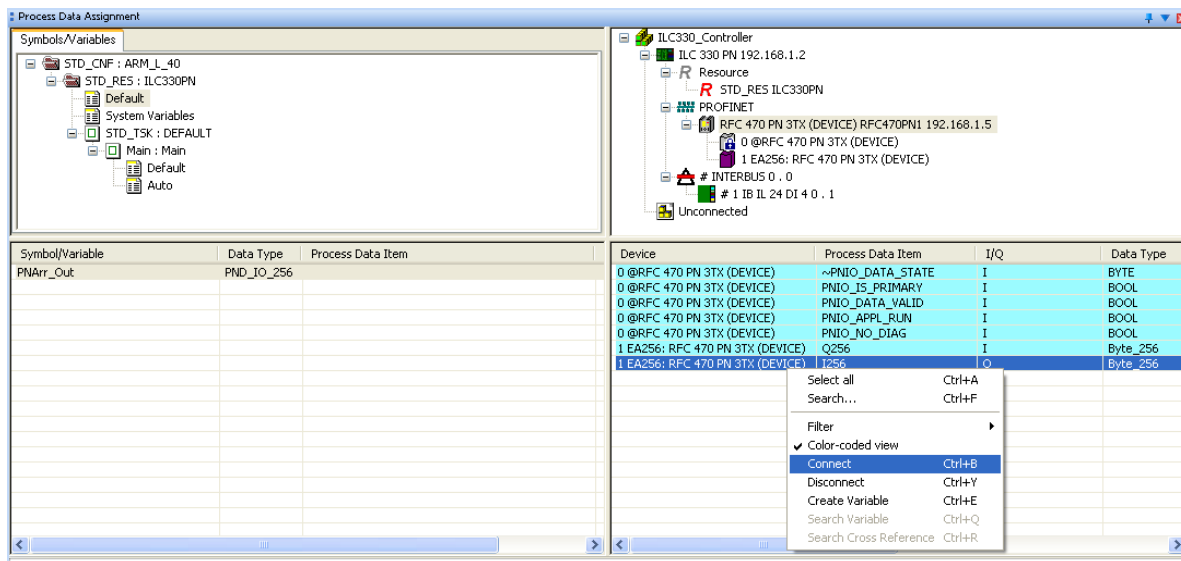 Process Data Assignment
Symbols/Variables
STD_CNF : ARM_L_40
STD_RES : ILC330PN
Default
System Variables
STD_TSK : DEFAULT
Main : Main
Default
Auto
ILC330_Controller
ILC 330 PN 192.168.1.2
R Resource
R STD_RES ILC330PN
PROFINET
RFC 470 PN 3TX (DEVICE) RFC470PN1 192.168.1.5
0 @RFC 470 PN 3TX (DEVICE)
1 EA256: RFC 470 PN 3TX (DEVICE)
# INTERBUS 0 . 0
# 1 IB IL 24 DI 4 0 . 1
Unconnected
Symbol/Variable Data Type Process Data Item
PNArr_Out PND_IO_256
Device Process Data Item I/Q Data Type
0 @RFC 470 PN 3TX (DEVICE) ~PNIO_DATA_STATE I BYTE
0 @RFC 470 PN 3TX (DEVICE) PNIO_IS_PRIMARY I BOOL
0 @RFC 470 PN 3TX (DEVICE) PNIO_DATA_VALID I BOOL
0 @RFC 470 PN 3TX (DEVICE) PNIO_APPL_RUN I BOOL
0 @RFC 470 PN 3TX (DEVICE) PNIO_NO_DIAG I BOOL
1 EA256: RFC 470 PN 3TX (DEVICE) Q256 I Byte_256
1 EA256: RFC 470 PN 3TX (DEVICE) I256 Q Byte_256
Select all Ctrl+A
Search... Ctrl+F
Filter
Color-coded view
Connect Ctrl+B
Disconnect Ctrl+Y
Create Variable Ctrl+E
Search Variable Ctrl+Q
Search Cross Reference Ctrl+R